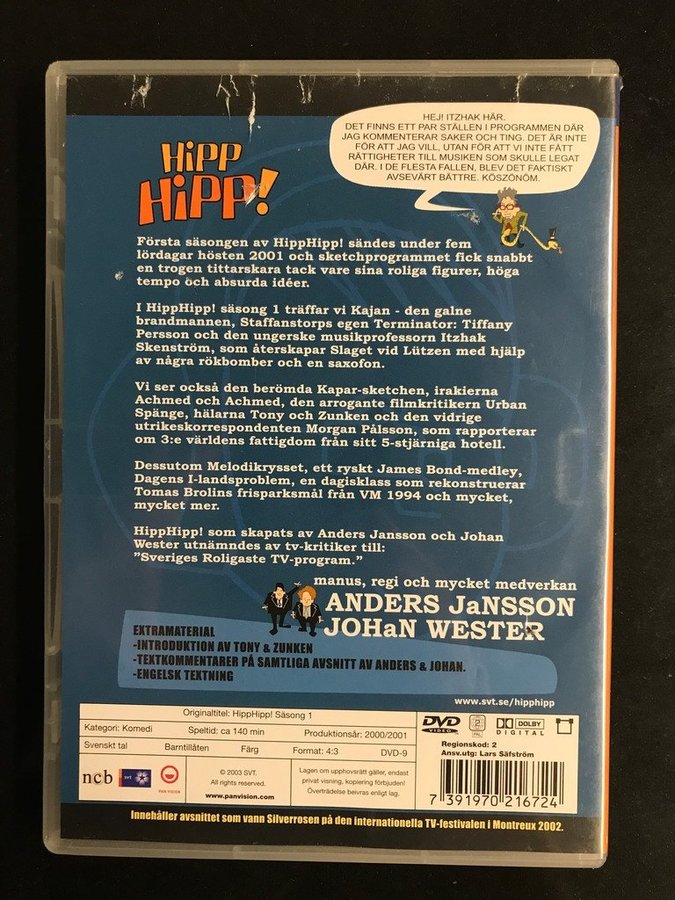 HEJ! ITZHAK HÄR.
DET FINNS ETT PAR STÄLLEN I PROGRAMMEN DÄR
JAG KOMMENTERAR SAKER OCH TING. DET ÄR INTE
FÖR ATT JAG VILL, UTAN FÖR ATT VI INTE FÅTT
RÄTTIGHETER TILL MUSIKEN SOM SKULLE LEGAT
DÄR. I DE FLESTA FALLEN, BLEV DET FAKTISKT
AVSEVÄRT BÄTTRE. KÖSZÖNÖM.
HiPP
HiPP!
Första säsongen av HippHipp! sändes under fem
lördagar hösten 2001 och sketchprogrammet fick snabbt
en trogen tittarskara tack vare sina roliga figurer, höga
tempo och absurda idéer.
I HippHipp! säsong 1 träffar vi Kajan - den galne
brandmannen, Staffanstorps egen Terminator: Tiffany
Persson och den ungerske musikprofessorn Itzhak
Skenström, som återskapar Slaget vid Lützen med hjälp
av några rökbomber och en saxofon.
Vi ser också den berömda Kapar-sketchen, irakierna
Achmed och Achmed, den arrogante filmkritikern Urban
Spänge, hälarna Tony och Zunken och den vidrige
utrikeskorrespondenten Morgan Pålsson, som rapporterar
om 3:e världens fattigdom från sitt 5-stjärniga hotell.
Dessutom Melodikrysset, ett ryskt James Bond-medley,
Dagens I-landsproblem, en dagisklass som rekonstruerar
Tomas Brolins frisparksmål från VM 1994 och mycket,
mycket mer.
HippHipp! som skapats av Anders Jansson och Johan
Wester utnämndes av tv-kritiker till:
"Sveriges Roligaste TV-program."
manus, regi och mycket medverkan
ANDERS JaNSSON
JOHaN WESTER
EXTRAMATERIAL
-INTRODUKTION AV TONY & ZUNKEN
-TEXTKOMMENTARER PÅ SAMTLIGA AVSNITT AV ANDERS & JOHAN.
-ENGELSK TEXTNING
www.svt.se/hipphipp
Originaltitel: HippHipp! Säsong 1
Kategori: Komedi Speltid: ca 140 min Produktionsår: 2000/2001
Svenskt tal Barntillåten Färg Format: 4:3 DVD-9
ncb svt PAN VISION
© 2003 SVT.
All rights reserved.
www.panvision.com
Lagen om upphovsrätt gäller, endast
privat visning, kopiering förbjuden!
Överträdelse beivras enligt lag.
DVD VIDEO 2 PAL DOLBY DIGITAL
Regionskod: 2
Ansv.utg: Lars Säfström
7 391970 216724
Innehåller avsnittet som vann Silverrosen på den internationella TV-festivalen i Montreux 2002.